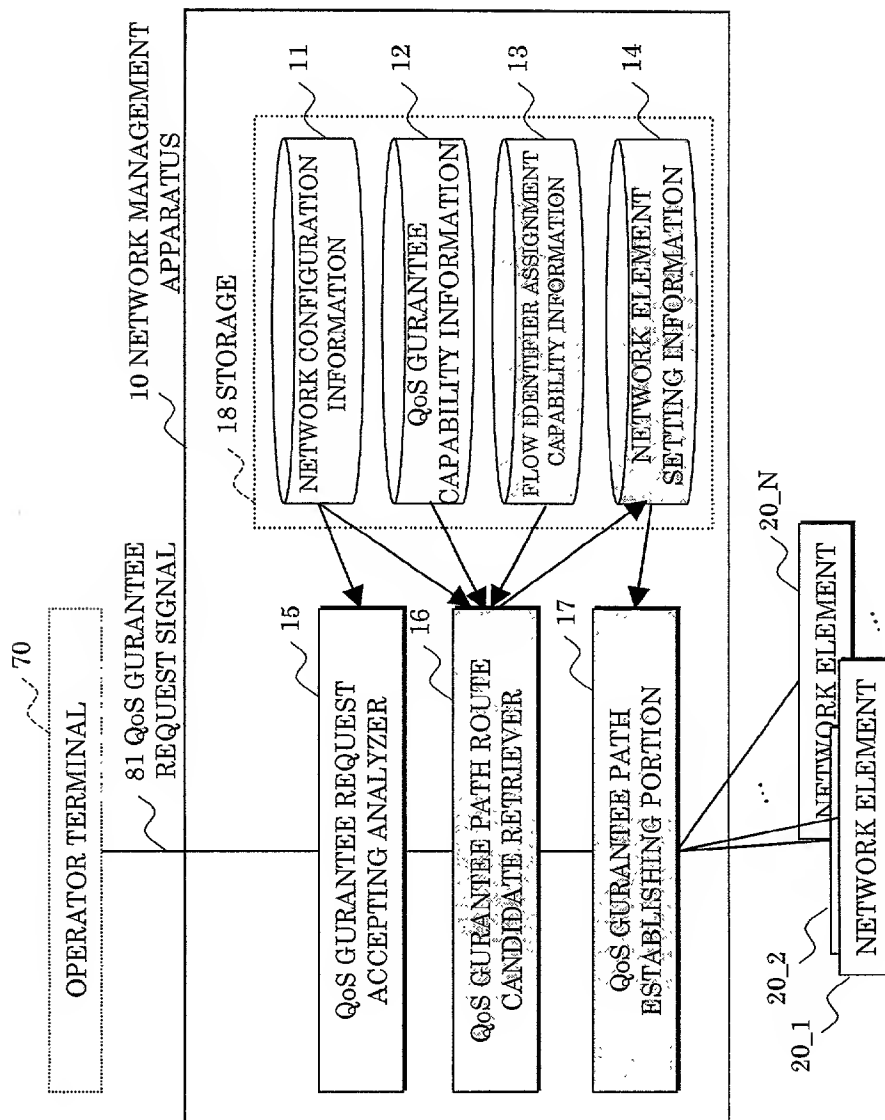 70
OPERATOR TERMINAL
81 QoS GURANTEE
REQUEST SIGNAL
10 NETWORK MANAGEMENT
APPARATUS
15
QoS GURANTEE REQUEST
ACCEPTING ANALYZER
16
QoS GURANTEE PATH ROUTE
CANDIDATE RETRIEVER
17
QoS GURANTEE PATH
ESTABLISHING PORTION
18 STORAGE
11
NETWORK CONFIGURATION
INFORMATION
12
QoS GURANTEE
CAPABILITY INFORMATION
13
FLOW IDENTIFIER ASSIGNMENT
CAPABILITY INFORMATION
14
NETWORK ELEMENT
SETTING INFORMATION
20_N
NETWORK ELEMENT
...
...
20_2
20_1
NETWORK ELEMENT